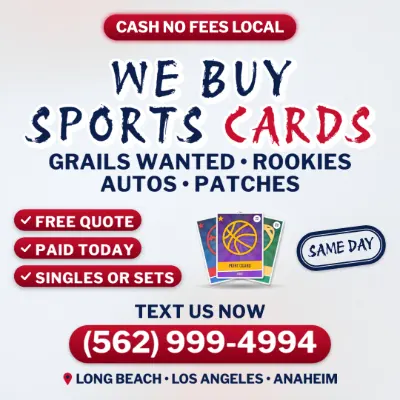 CASH NO FEES LOCAL
WE BUY
SPORTS CARDS
GRAILS WANTED • ROOKIES
AUTOS • PATCHES
FREE QUOTE
PAID TODAY
SINGLES OR SETS
SAME DAY
TEXT US NOW
(562) 999-4994
LONG BEACH • LOS ANGELES • ANAHEIM